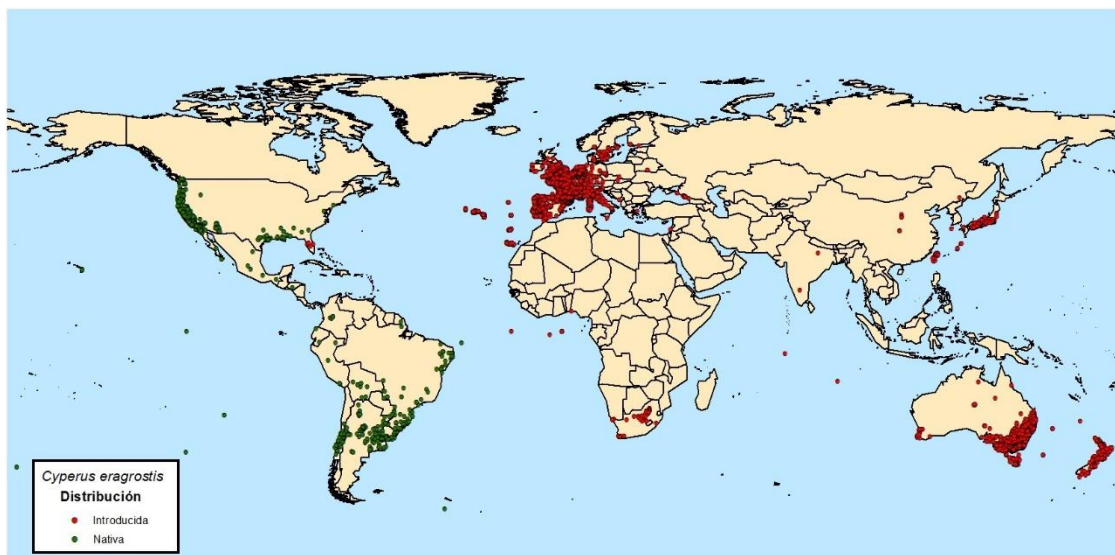 Cyperus eragrostis
Distribución
Introducida
Nativa